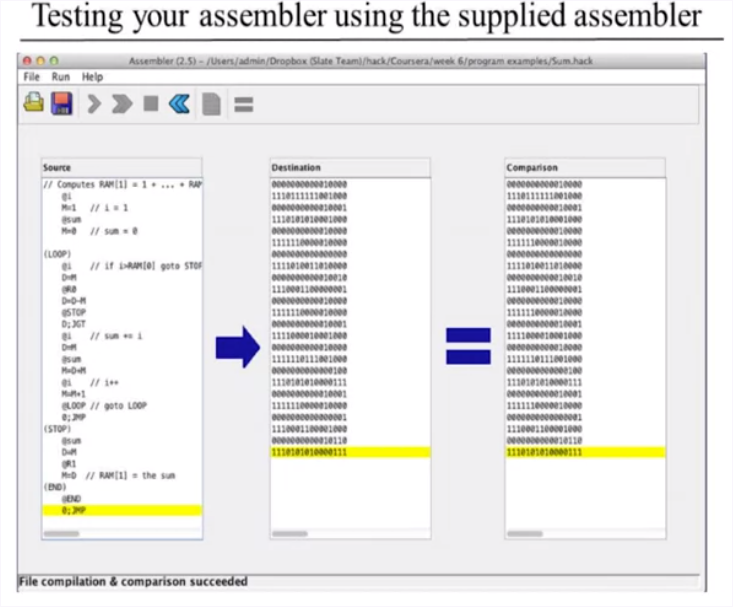 Testing your assembler using the supplied assembler
Assembler (2.5) – /Users/admin/Dropbox (Slate Team)/hack/Coursera/week 6/program examples/Sum.hack
File Run Help
Source
// Computes RAM[1] = 1 + ... + RAM
@i
M=1 // i = 1
@sum
M=0 // sum = 0
(LOOP)
@i // if i>RAM[0] goto STOP
D=M
@R0
D=D-M
@STOP
D;JGT
@i // sum += i
D=M
@sum
M=D+M
@i // i++
M=M+1
@LOOP // goto LOOP
0;JMP
(STOP)
@sum
D=M
@R1
M=D // RAM[1] = the sum
(END)
@END
0;JMP
Destination
0000000000010000
1110111111001000
0000000000010001
1110101010001000
0000000000010000
1111110000010000
0000000000000000
1111010011010000
0000000000010010
1110001100000001
0000000000010000
1111110000010000
0000000000010001
1111000010001000
0000000000010000
1111110111001000
0000000000000100
1110101010000111
0000000000010001
1111110000010000
0000000000000001
1110001100001000
0000000000010110
1110101010000111
Comparison
0000000000010000
1110111111001000
0000000000010001
1110101010001000
0000000000010000
1111110000010000
0000000000000000
1111010011010000
0000000000010010
1110001100000001
0000000000010000
1111110000010000
0000000000010001
1111000010001000
0000000000010000
1111110111001000
0000000000000100
1110101010000111
0000000000010001
1111110000010000
0000000000000001
1110001100001000
0000000000010110
1110101010000111
File compilation & comparison succeeded